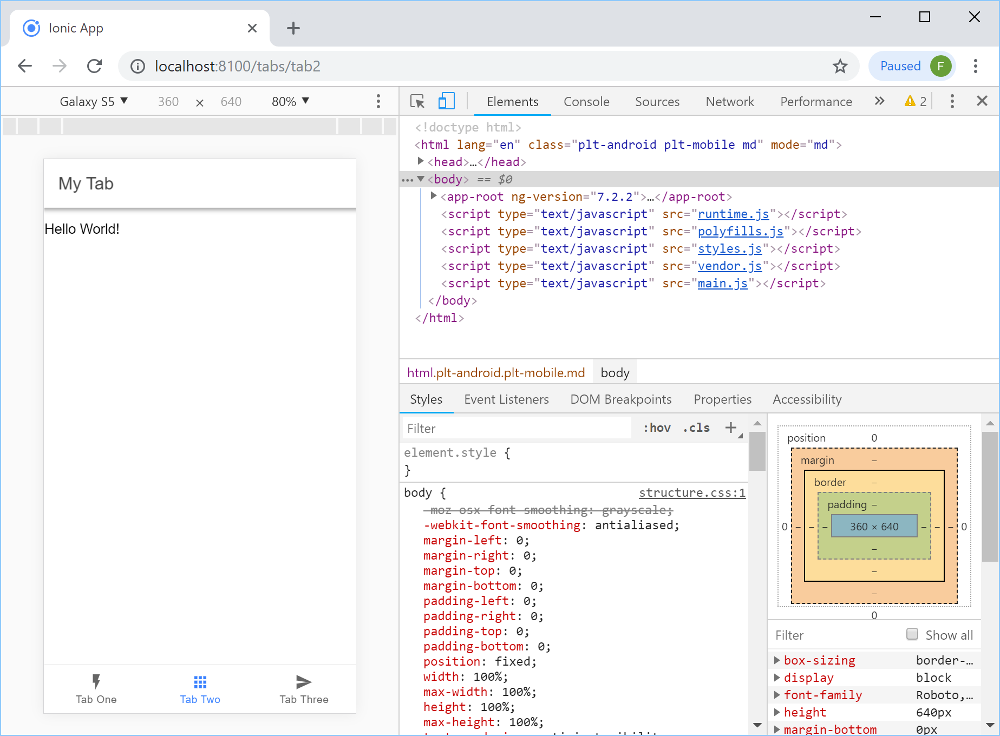 Ionic App
localhost:8100/tabs/tab2
Paused F
Galaxy S5 360 × 640 80%
My Tab
Hello World!
Tab One
Tab Two
Tab Three
Elements Console Sources Network Performance » 2
<!doctype html>
<html lang="en" class="plt-android plt-mobile md" mode="md">
<head>…</head>
<body> == $0
<app-root ng-version="7.2.2">…</app-root>
<script type="text/javascript" src="runtime.js"></script>
<script type="text/javascript" src="polyfills.js"></script>
<script type="text/javascript" src="styles.js"></script>
<script type="text/javascript" src="vendor.js"></script>
<script type="text/javascript" src="main.js"></script>
</body>
</html>
html.plt-android.plt-mobile.md body
Styles Event Listeners DOM Breakpoints Properties Accessibility
Filter :hov .cls +
element.style {
}
body { structure.css:1
-moz-osx-font-smoothing: grayscale;
-webkit-font-smoothing: antialiased;
margin-left: 0;
margin-right: 0;
margin-top: 0;
margin-bottom: 0;
padding-left: 0;
padding-right: 0;
padding-top: 0;
padding-bottom: 0;
position: fixed;
width: 100%;
max-width: 100%;
height: 100%;
max-height: 100%;
position 0
margin –
border –
padding –
0 – – – 360 × 640 – – – 0
–
–
–
0
Filter Show all
box-sizing border-…
display block
font-family Roboto,…
height 640px
margin-bottom 0px